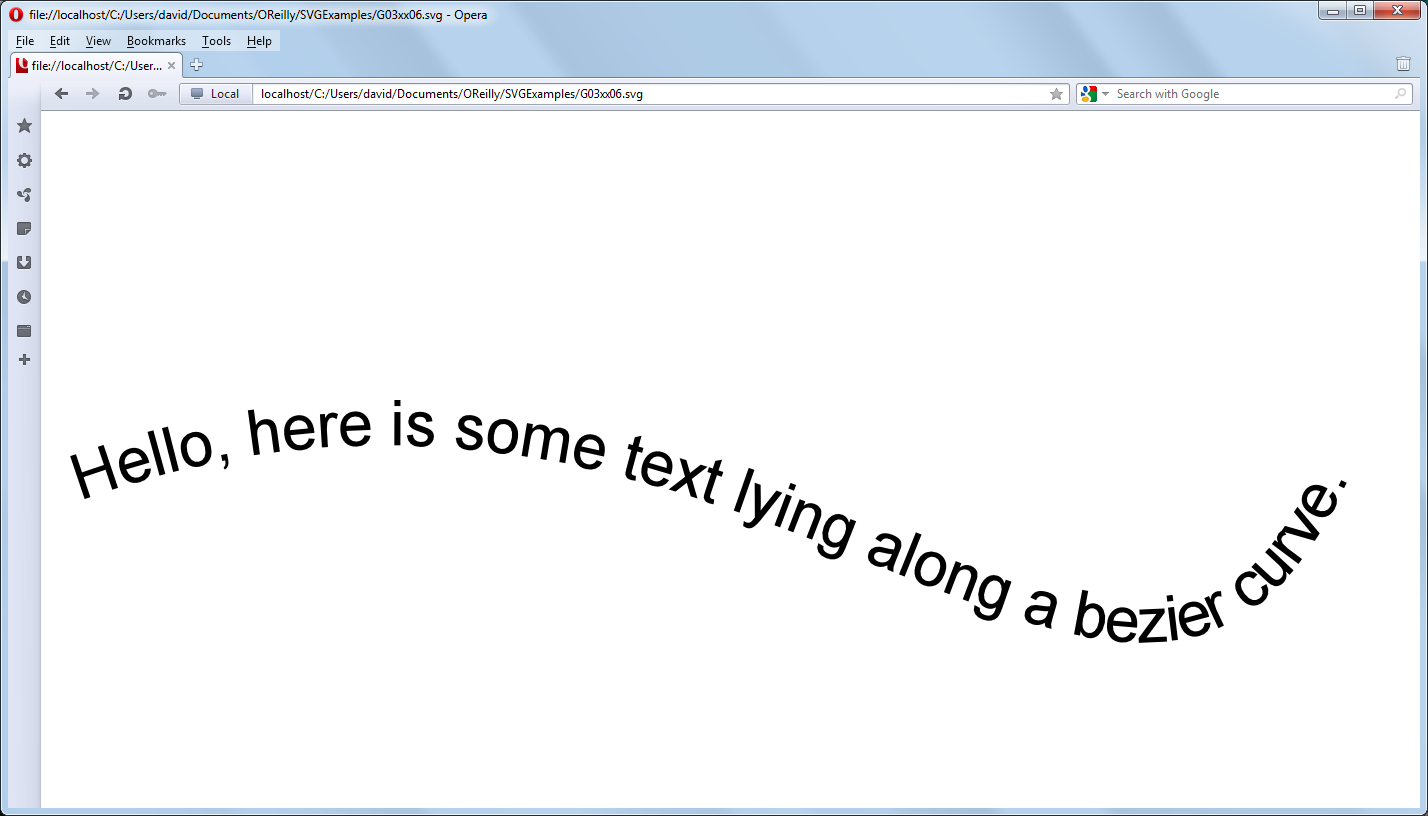 file://localhost/C:/Users/david/Documents/OReilly/SVGExamples/G03xx06.svg - Opera
File Edit View Bookmarks Tools Help
file://localhost/C:/User...
Local localhost/C:/Users/david/Documents/OReilly/SVGExamples/G03xx06.svg Search with Google
Hello, here is some text lying along a bezier curve.